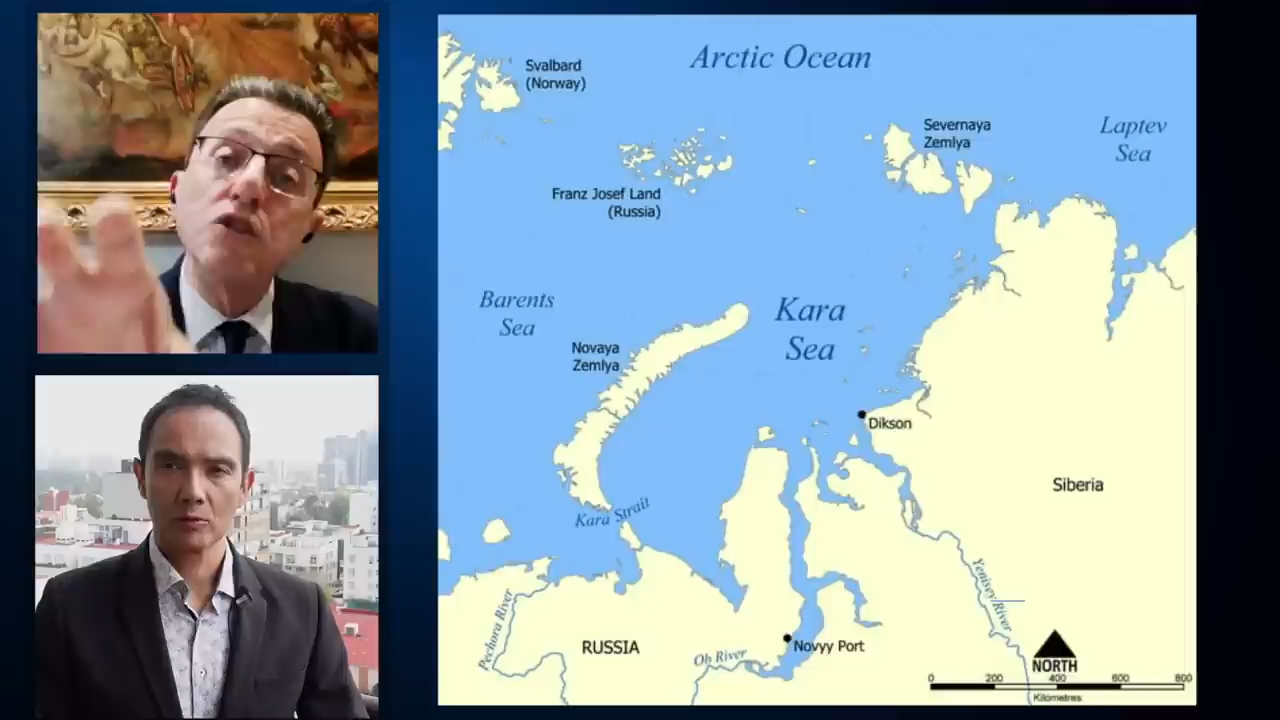 Arctic Ocean
Svalbard
(Norway)
Severnaya
Zemlya
Laptev
Sea
Franz Josef Land
(Russia)
Barents
Sea
Kara
Sea
Novaya
Zemlya
Dikson
Siberia
Kara Strait
Yenisey River
Pechora River
RUSSIA
Novyy Port
Ob River
NORTH
0 200 400 600 800
Kilometres